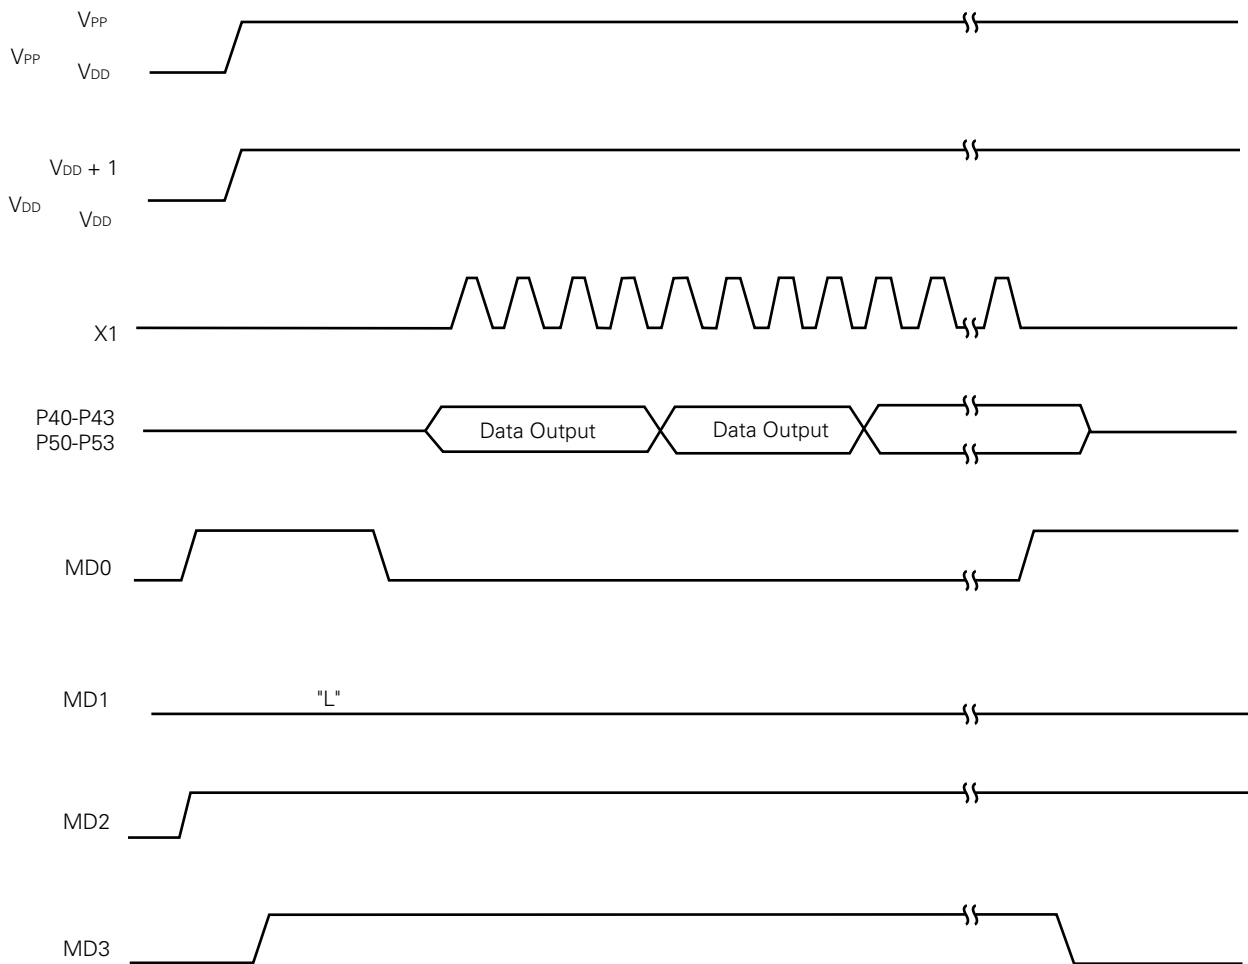 VPP
VPP
VDD
VDD + 1
VDD
VDD
X1
P40-P43
P50-P53
Data Output
Data Output
MD0
MD1
"L"
MD2
MD3